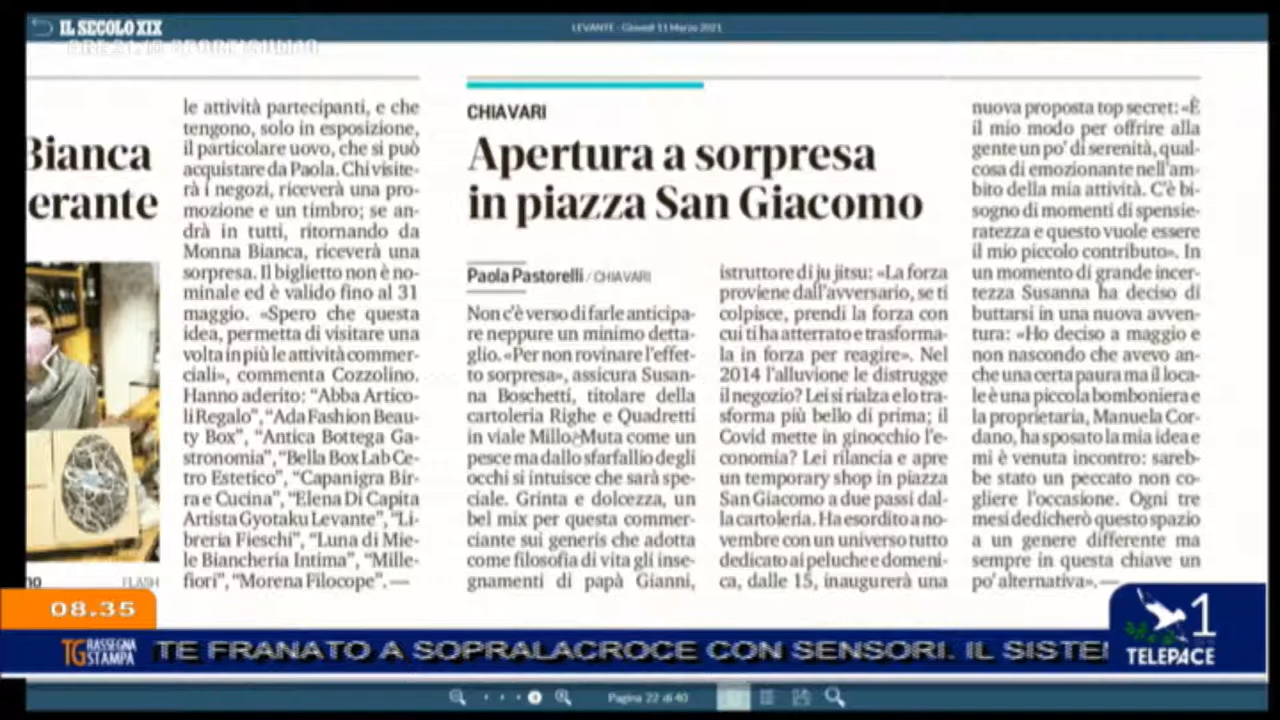 IL SECOLO XIX
LEVANTE - Giovedì 11 Marzo 2021
Bianca
erante
no
FLASH
le attività partecipanti, e che
tengono, solo in esposizione,
il particolare uovo, che si può
acquistare da Paola. Chi visite-
rà i negozi, riceverà una pro-
mozione e un timbro; se an-
drà in tutti, ritornando da
Monna Bianca, riceverà una
sorpresa. Il biglietto non è no-
minale ed è valido fino al 31
maggio. «Spero che questa
idea, permetta di visitare una
volta in più le attività commer-
ciali», commenta Cozzolino.
Hanno aderito: “Abba Artico-
li Regalo”, “Ada Fashion Beau-
ty Box”, “Antica Bottega Ga-
stronomia”, “Bella Box Lab Ce-
tro Estetico”, “Capanigra Bir-
ra e Cucina”, “Elena Di Capita
Artista Gyotaku Levante”, “Li-
breria Fieschi”, “Luna di Mie-
le Biancheria Intima”, “Mille-
fiori”, “Morena Filocope”. —
CHIAVARI
Apertura a sorpresa
in piazza San Giacomo
Paola Pastorelli / CHIAVARI
Non c'è verso di farle anticipa-
re neppure un minimo detta-
glio. «Per non rovinare l'effet-
to sorpresa», assicura Susan-
na Boschetti, titolare della
cartoleria Righe e Quadretti
in viale Millo. Muta come un
pesce ma dallo sfarfallio degli
occhi si intuisce che sarà spe-
ciale. Grinta e dolcezza, un
bel mix per questa commer-
ciante sui generis che adotta
come filosofia di vita gli inse-
gnamenti di papà Gianni,
istruttore di ju jitsu: «La forza
proviene dall'avversario, se ti
colpisce, prendi la forza con
cui ti ha atterrato e trasforma-
la in forza per reagire». Nel
2014 l'alluvione le distrugge
il negozio? Lei si rialza e lo tra-
sforma più bello di prima; il
Covid mette in ginocchio l'e-
conomia? Lei rilancia e apre
un temporary shop in piazza
San Giacomo a due passi dal-
la cartoleria. Ha esordito a no-
vembre con un universo tutto
dedicato ai peluche e domeni-
ca, dalle 15, inaugurerà una
nuova proposta top secret: «È
il mio modo per offrire alla
gente un po' di serenità, qual-
cosa di emozionante nell'am-
bito della mia attività. C'è bi-
sogno di momenti di spensie-
ratezza e questo vuole essere
il mio piccolo contributo». In
un momento di grande incer-
tezza Susanna ha deciso di
buttarsi in una nuova avven-
tura: «Ho deciso a maggio e
non nascondo che avevo an-
che una certa paura ma il loca-
le è una piccola bomboniera e
la proprietaria, Manuela Cor-
dano, ha sposato la mia idea e
mi è venuta incontro: sareb-
be stato un peccato non co-
gliere l'occasione. Ogni tre
mesi dedicherò questo spazio
a un genere differente ma
sempre in questa chiave un
po' alternativa». —
08.35
1
TELEPACE
TG RASSEGNA
STAMPA
TE FRANATO A SOPRALACROCE CON SENSORI. IL SISTE
Pagina 22 di 40